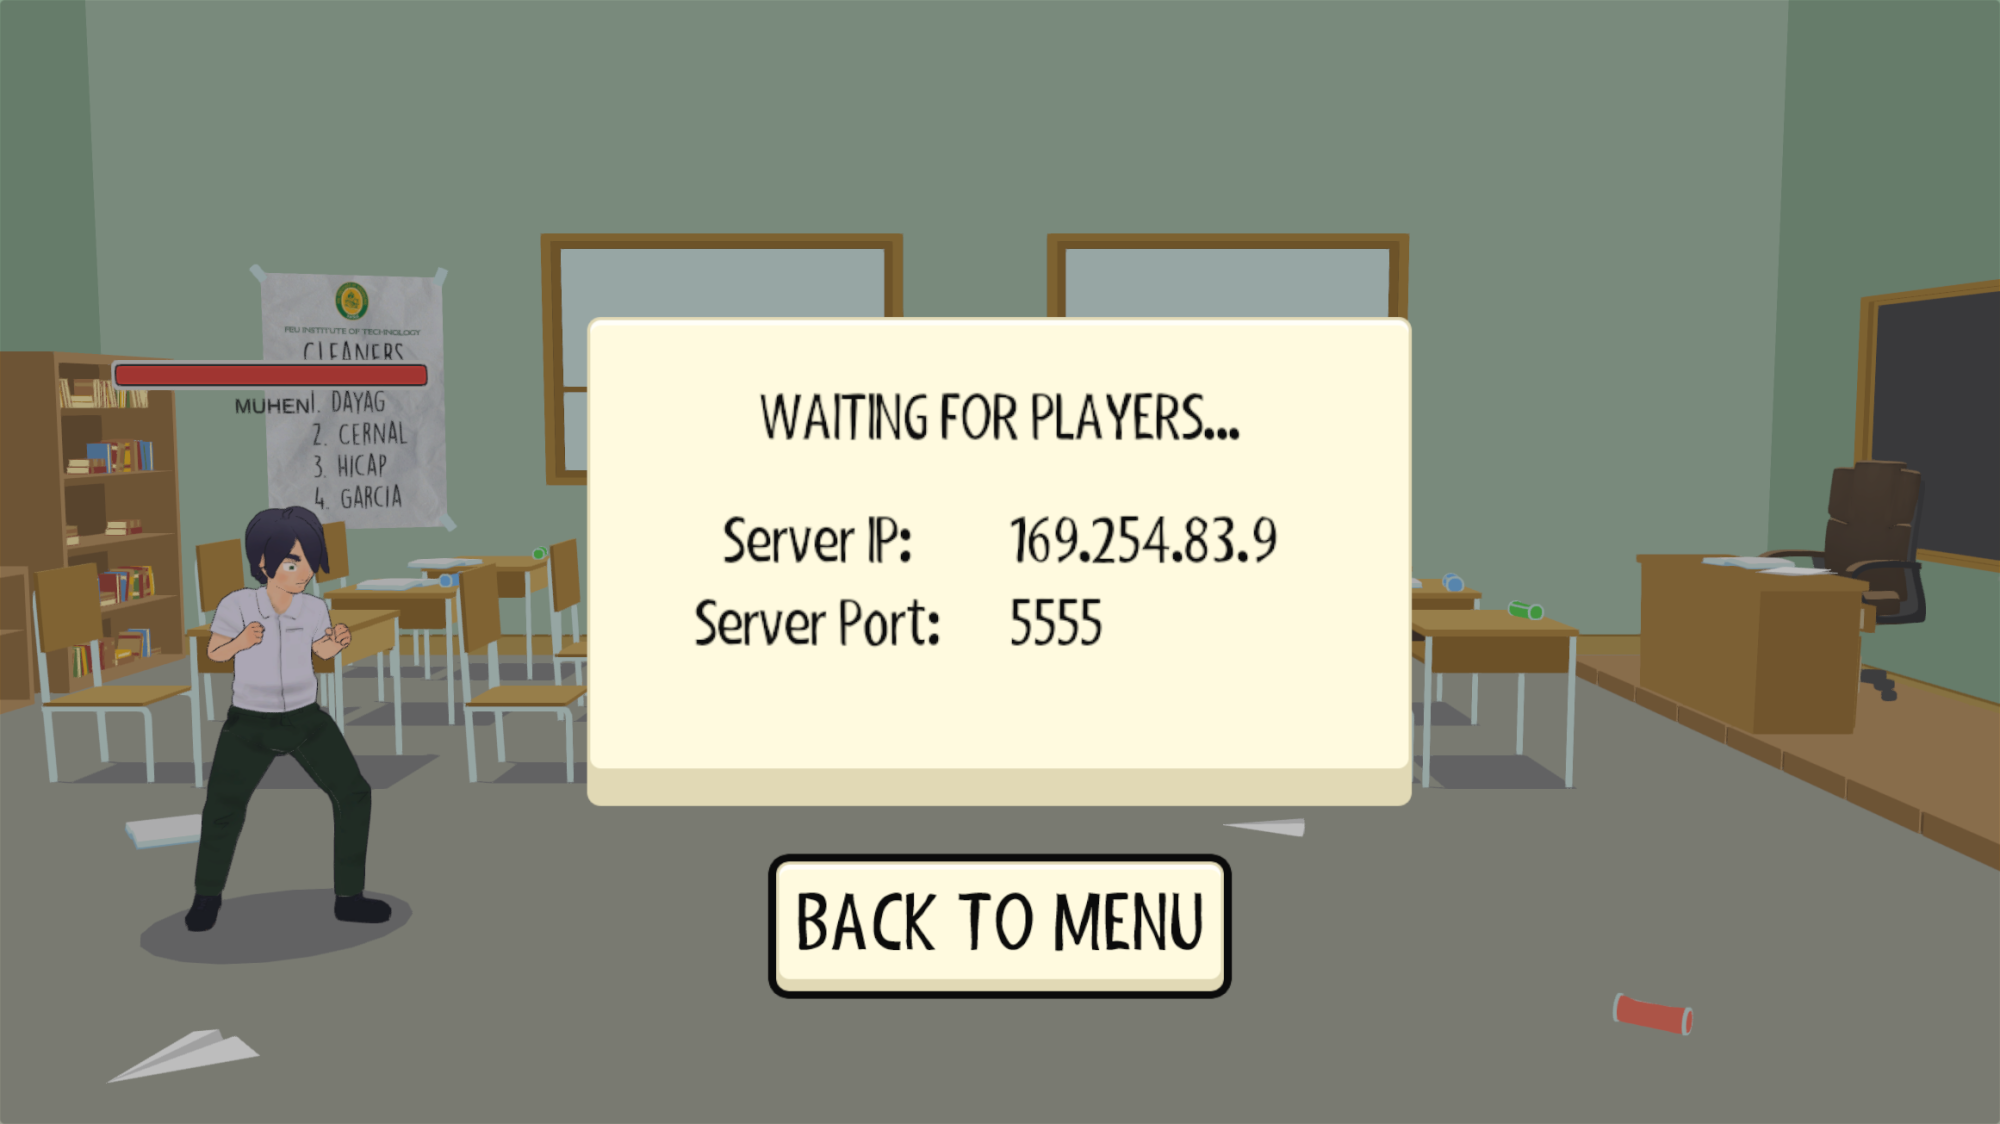 FEU INSTITUTE OF TECHNOLOGY
CLEANERS
MUHEN
1. DAYAG
2. CERNAL
3. HICAP
4. GARCIA
WAITING FOR PLAYERS...
Server IP: 169.254.83.9
Server Port: 5555
BACK TO MENU